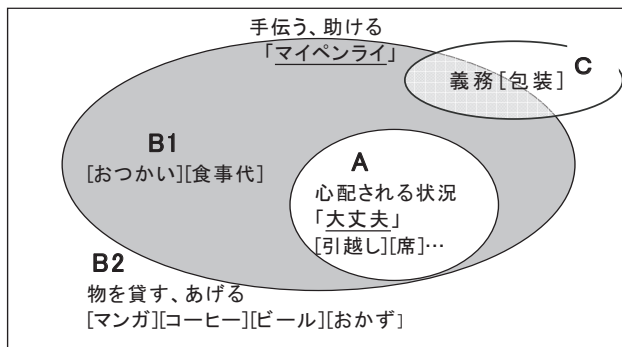 手伝う、助ける
「マイペンライ」
C
義務[包装]
B1
[おつかい][食事代]
A
心配される状況
「大丈夫」
[引越し][席]…
B2
物を貸す、あげる
[マンガ][コーヒー][ビール][おかず]